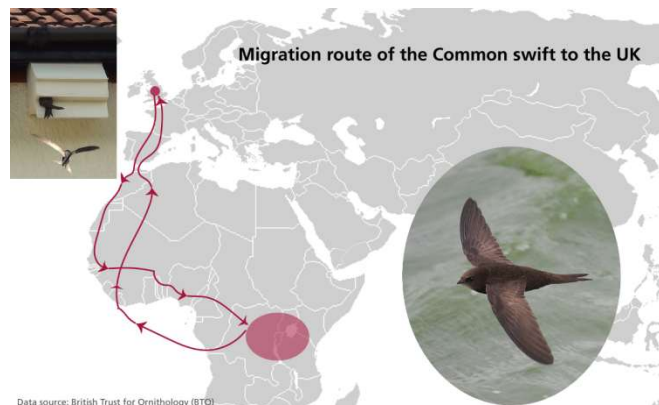 Migration route of the Common swift to the UK
Data source: British Trust for Ornithology (BTO)